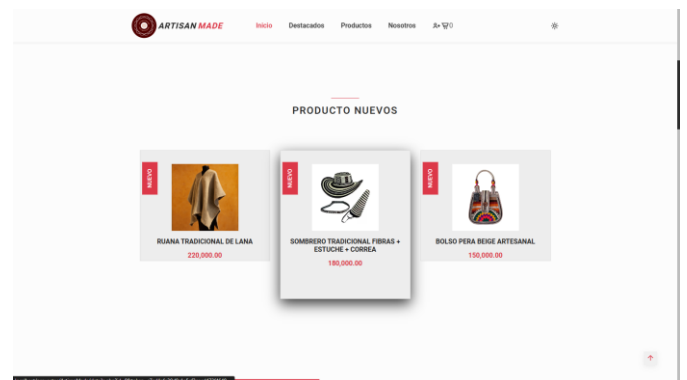 ARTISAN MADE
Inicio
Destacados
Productos
Nosotros
0
PRODUCTO NUEVOS
NUEVO
RUANA TRADICIONAL DE LANA
220,000.00
NUEVO
SOMBRERO TRADICIONAL FIBRAS +
ESTUCHE + CORREA
180,000.00
NUEVO
BOLSO PERA BEIGE ARTESANAL
150,000.00